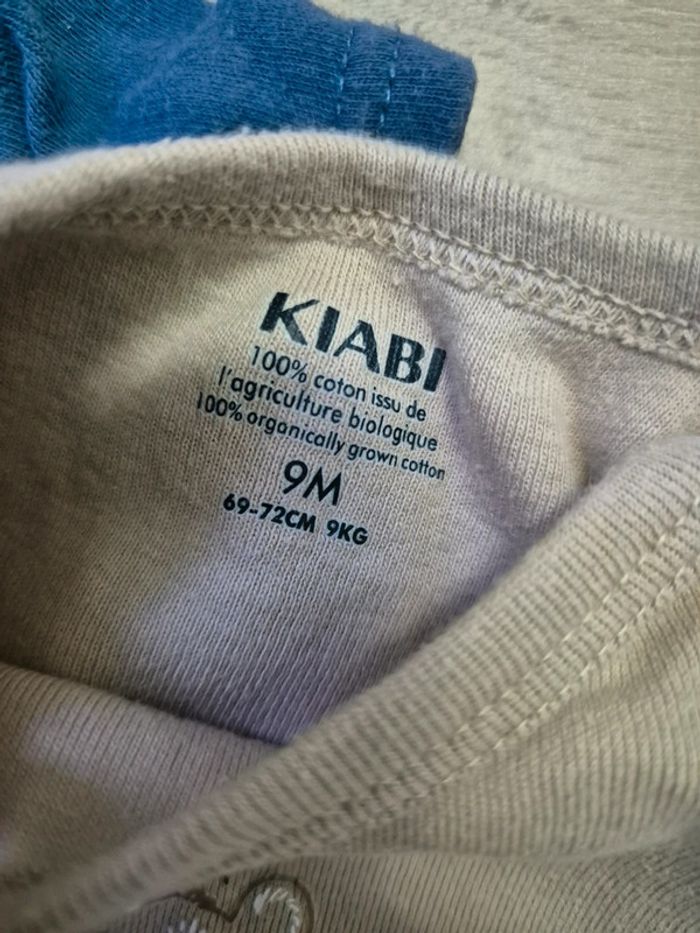 KIABI
100% coton issu de
l'agriculture biologique
100% organically grown cotton
9M
69-72CM 9KG